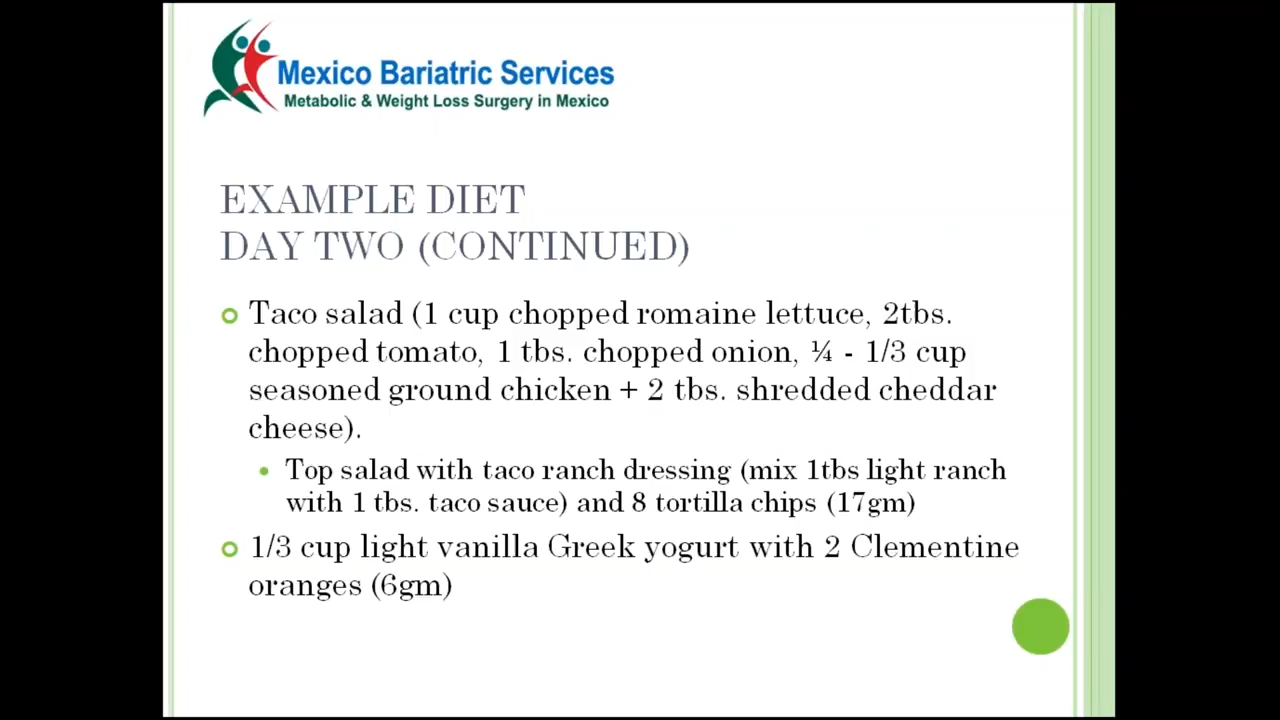 Mexico Bariatric Services
Metabolic & Weight Loss Surgery in Mexico
EXAMPLE DIET
DAY TWO (CONTINUED)
Taco salad (1 cup chopped romaine lettuce, 2tbs.
chopped tomato, 1 tbs. chopped onion, ¼ - 1/3 cup
seasoned ground chicken + 2 tbs. shredded cheddar
cheese).
Top salad with taco ranch dressing (mix 1tbs light ranch
with 1 tbs. taco sauce) and 8 tortilla chips (17gm)
1/3 cup light vanilla Greek yogurt with 2 Clementine
oranges (6gm)